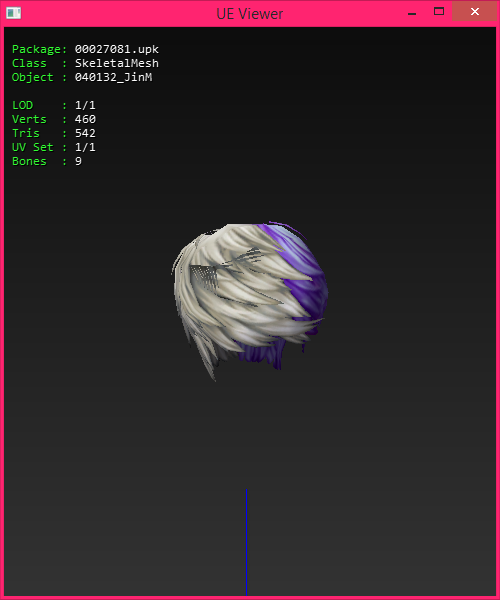 UE Viewer
Package: 00027081.upk
Class : SkeletalMesh
Object : 040132_JinM
LOD : 1/1
Verts : 460
Tris : 542
UV Set : 1/1
Bones : 9